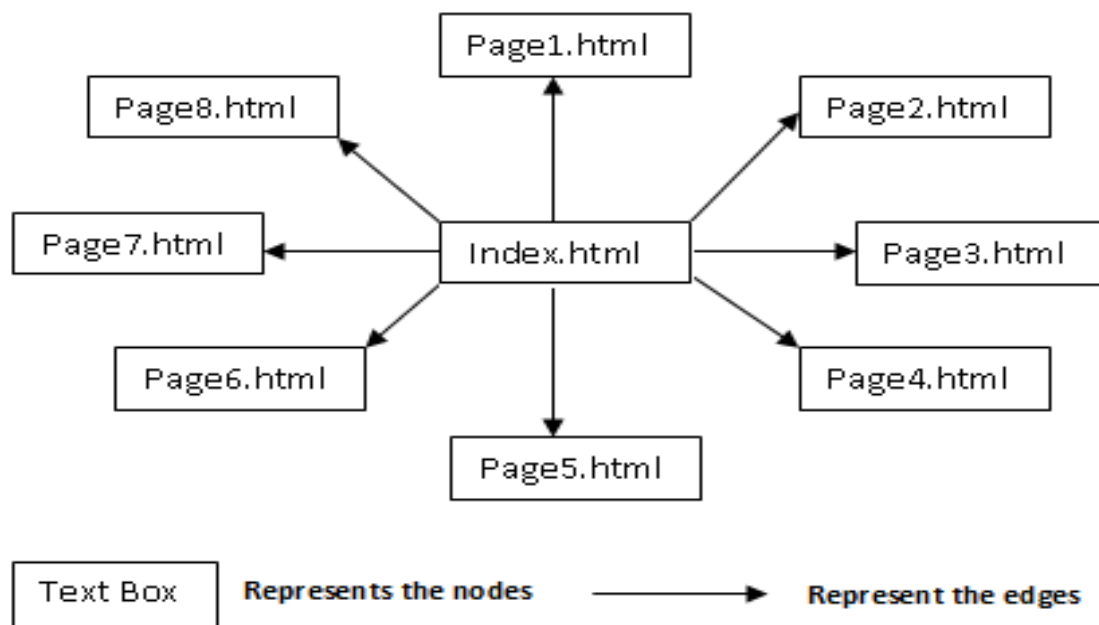 Page1.html
Page8.html
Page2.html
Page7.html
Index.html
Page3.html
Page6.html
Page4.html
Page5.html
Text Box
Represents the nodes
Represent the edges